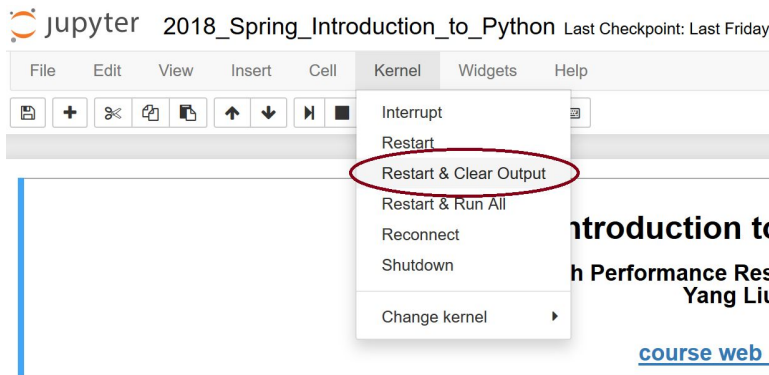 jupyter 2018_Spring_Introduction_to_Python Last Checkpoint: Last Friday
File Edit View Insert Cell Kernel Widgets Help
Interrupt
Restart
Restart & Clear Output
Restart & Run All
Reconnect
Shutdown
Change kernel
ntroduction to
h Performance Res
Yang Liu
course web